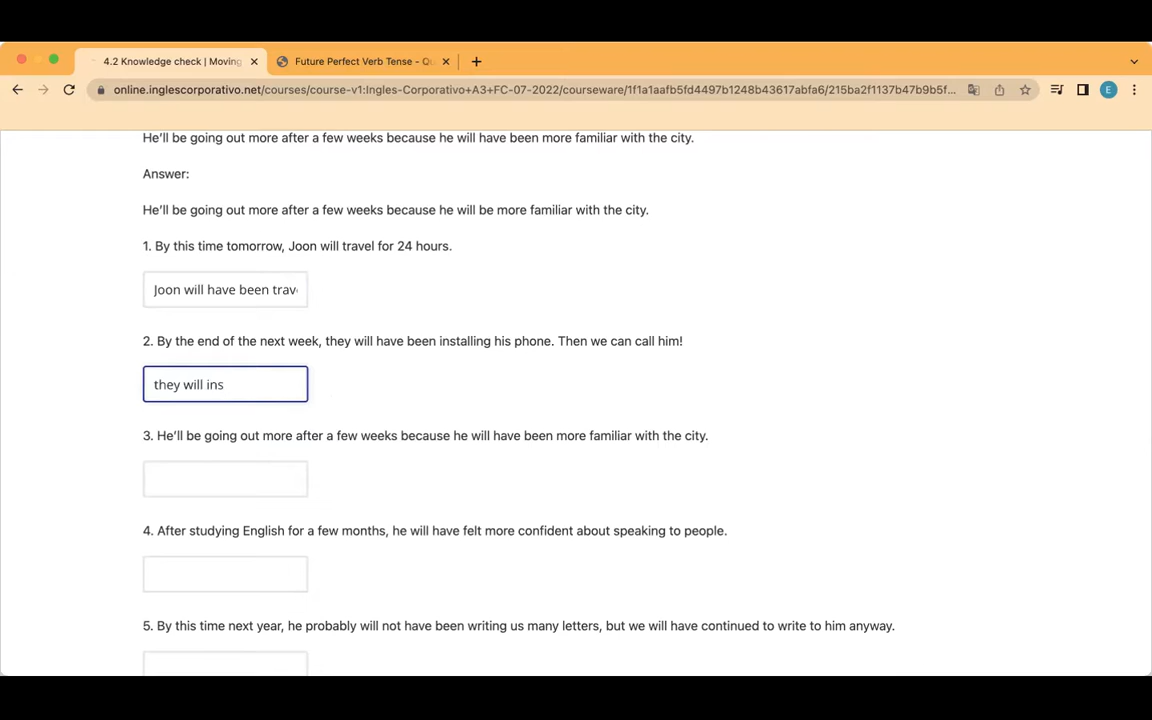 4.2 Knowledge check | Moving
Future Perfect Verb Tense - Qu
online.inglescorporativo.net/courses/course-v1:Ingles-Corporativo+A3+FC-07-2022/courseware/1f1a1aafb5fd4497b1248b43617abfa6/215ba2f1137b47b9b5f...
E
He'll be going out more after a few weeks because he will have been more familiar with the city.
Answer:
He'll be going out more after a few weeks because he will be more familiar with the city.
1. By this time tomorrow, Joon will travel for 24 hours.
Joon will have been trav
2. By the end of the next week, they will have been installing his phone. Then we can call him!
they will ins
3. He'll be going out more after a few weeks because he will have been more familiar with the city.
4. After studying English for a few months, he will have felt more confident about speaking to people.
5. By this time next year, he probably will not have been writing us many letters, but we will have continued to write to him anyway.